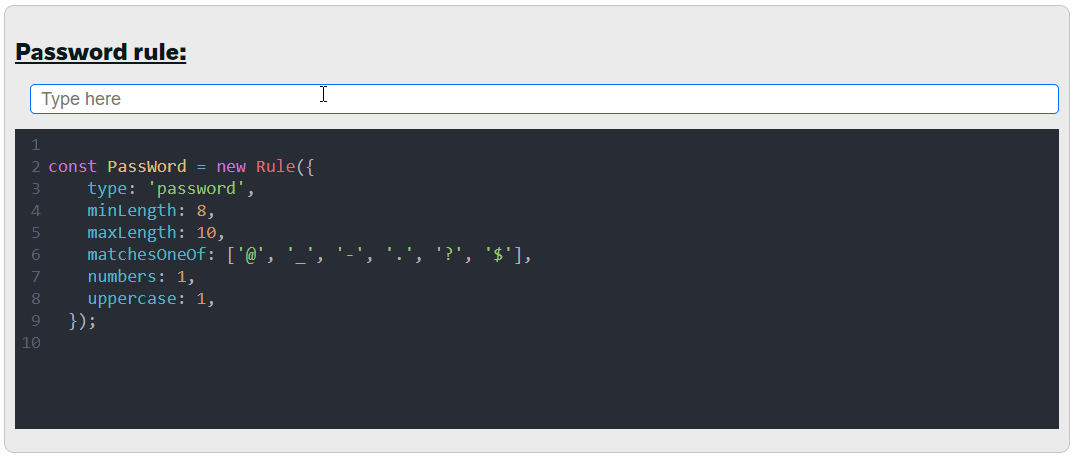 Password rule:
Type here
1
2 const PassWord = new Rule({
3     type: 'password',
4     minLength: 8,
5     maxLength: 10,
6     matchesOneOf: ['@', '_', '-', '.', '?', '$'],
7     numbers: 1,
8     uppercase: 1,
9   });
10